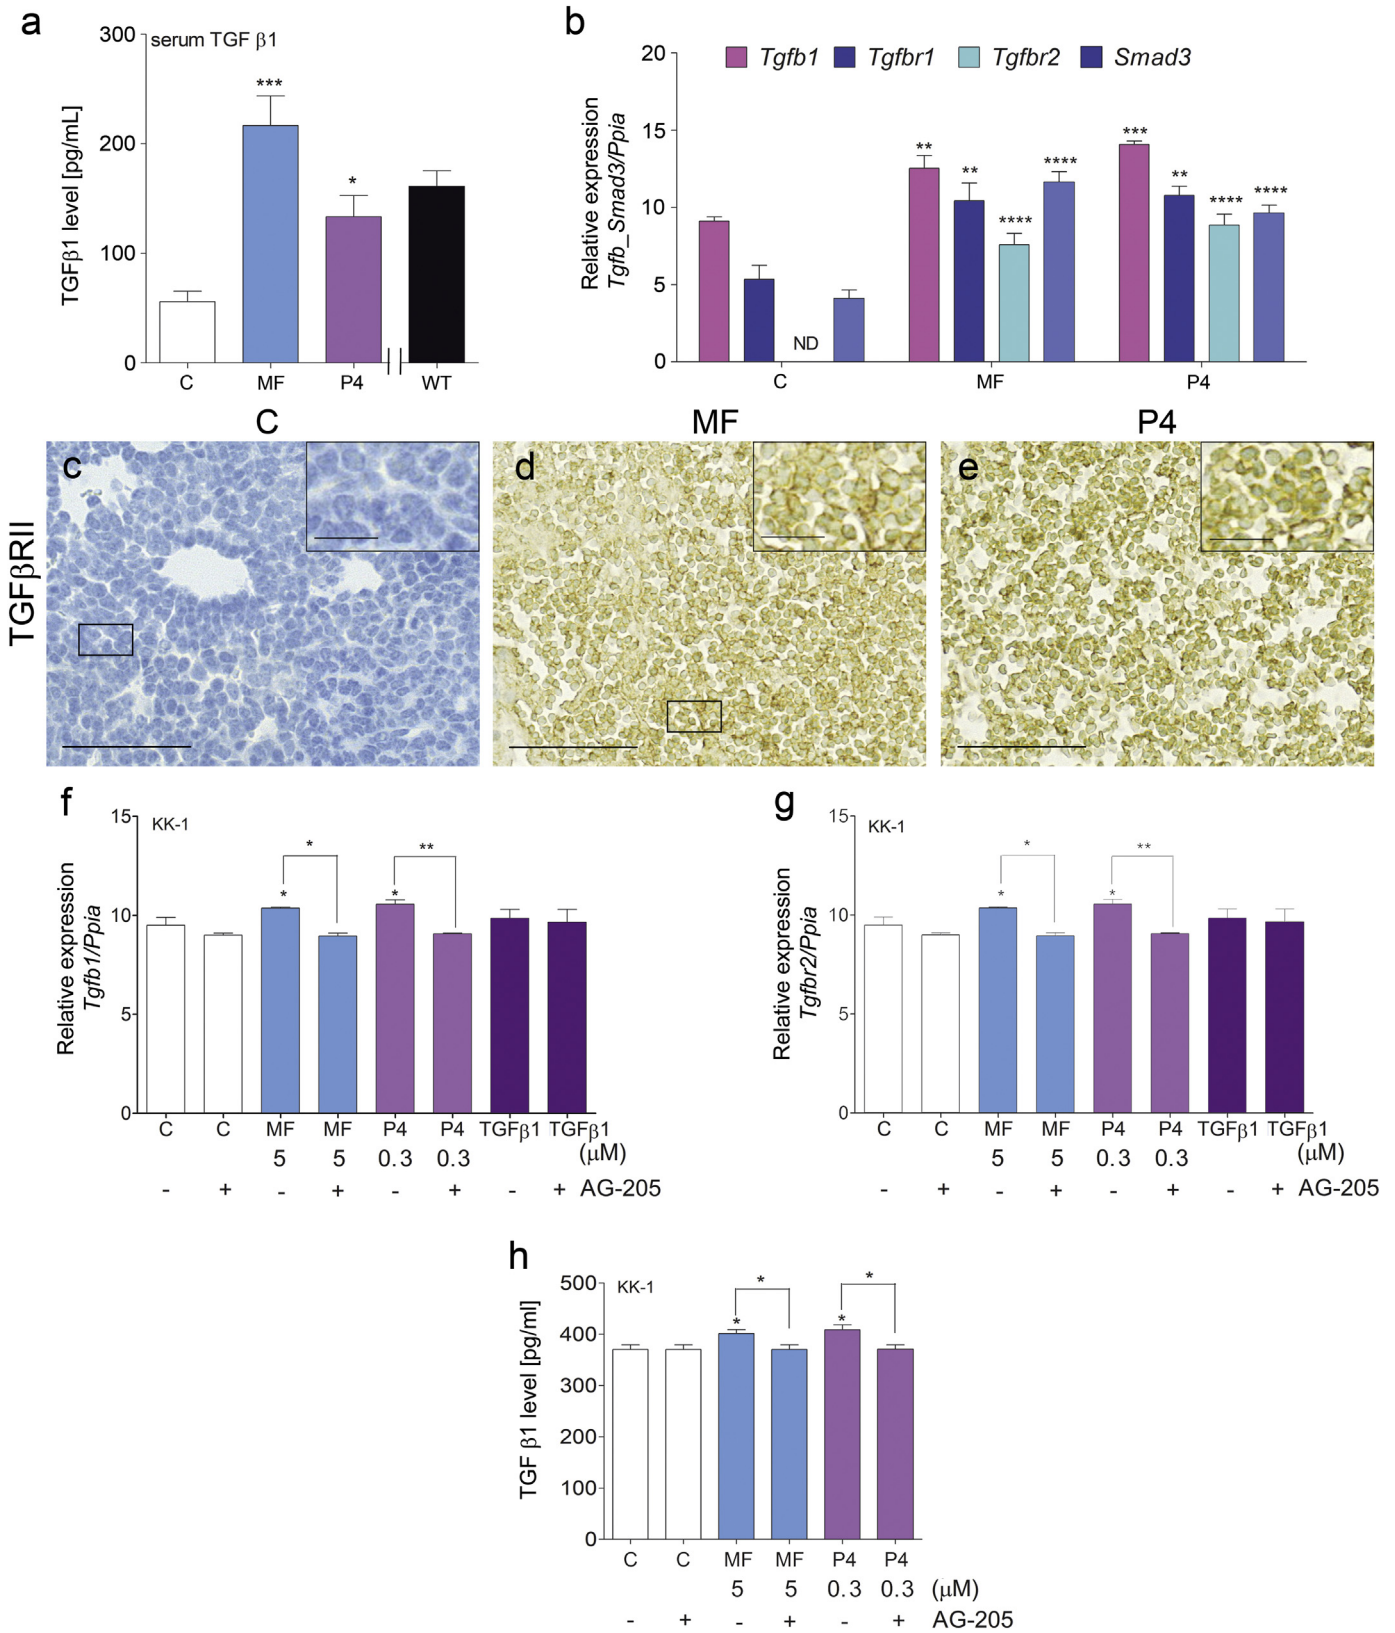 a
serum TGF β1
TGFβ1 level [pg/mL]
300
200
100
0
***
*
C MF P4 WT
b
Tgfb1 Tgfbr1 Tgfbr2 Smad3
Relative expression
Tgfb_Smad3/Ppia
20
15
10
5
0
ND
** ** **** ****
*** ** **** ****
C MF P4
C MF P4
TGFβRII
c d e
f
KK-1
Relative expression
Tgfb1/Ppia
15
10
5
0
* **
* *
C C MF MF P4 P4 TGFβ1 TGFβ1
5 5 0.3 0.3 (μM)
- + - + - + - + AG-205
g
KK-1
Relative expression
Tgfbr2/Ppia
15
10
5
0
* **
* *
C C MF MF P4 P4 TGFβ1 TGFβ1
5 5 0.3 0.3 (μM)
- + - + - + - + AG-205
h
KK-1
TGF β1 level [pg/ml]
500
400
300
200
100
0
* *
* *
C C MF MF P4 P4
5 5 0.3 0.3 (μM)
- + - + - + AG-205